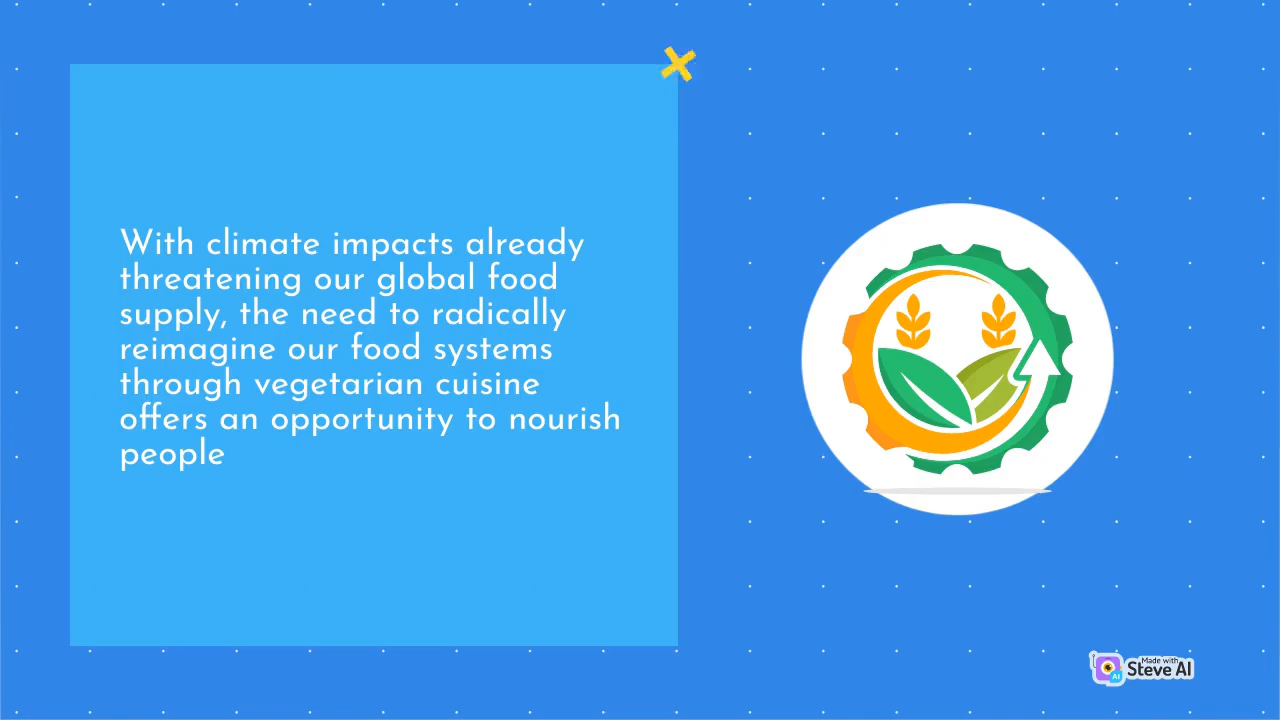 With climate impacts already
threatening our global food
supply, the need to radically
reimagine our food systems
through vegetarian cuisine
offers an opportunity to nourish
people
Made with
Steve AI
AI